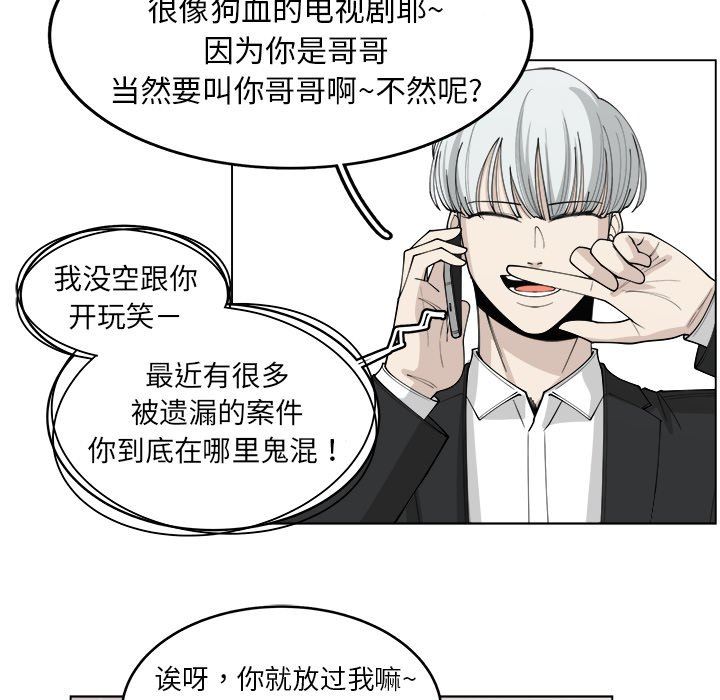 很像狗血的电视剧耶~
因为你是哥哥
当然要叫你哥哥啊~不然呢?
我没空跟你
开玩笑－
最近有很多
被遗漏的案件
你到底在哪里鬼混！
诶呀，你就放过我嘛~